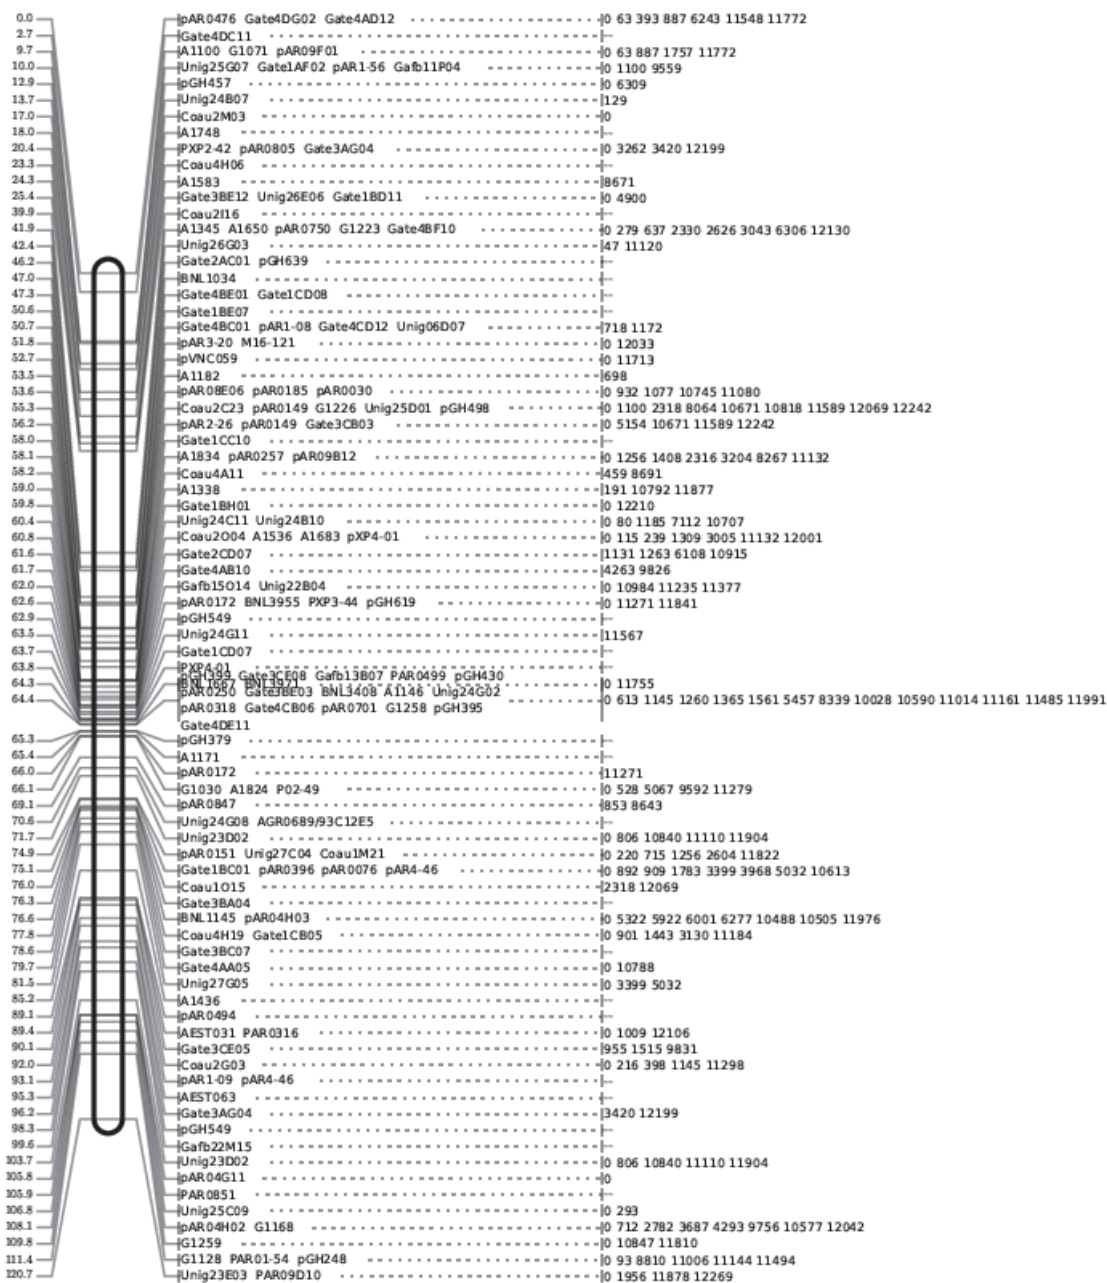 0.0 pAR0476 Gate4DG02 Gate4AD12 0 63 393 887 6243 11548 11772
2.7 Gate4DC11
9.7 A1100 G1071 pAR09F01 0 63 887 1757 11772
10.0 Unig25G07 Gate1AF02 pAR1-56 Gafb11P04 0 1100 9559
12.9 pGH457 0 6309
13.7 Unig24B07 129
17.0 Coau2M03 0
18.0 A1748
20.4 PXP2-42 pAR0805 Gate3AG04 0 3262 3420 12199
23.3 Coau4H06
24.3 A1583 8671
25.4 Gate3BE12 Unig26E06 Gate1BD11 0 4900
39.9 Coau2I16
41.9 A1345 A1650 pAR0750 G1223 Gate4BF10 0 279 637 2330 2626 3043 6306 12130
42.4 Unig26G03 47 11120
46.2 Gate2AC01 pGH639
47.0 BNL1034
47.3 Gate4BE01 Gate1CD08
50.6 Gate1BE07
50.7 Gate4BC01 pAR1-08 Gate4CD12 Unig06D07 718 1172
51.8 pAR3-20 M16-121 0 12033
52.7 pVNC059 0 11713
53.5 A1182 698
53.6 pAR08E06 pAR0185 pAR0030 0 932 1077 10745 11080
55.3 Coau2C23 pAR0149 G1226 Unig25D01 pGH498 0 1100 2318 8064 10671 10818 11589 12069 12242
56.2 pAR2-26 pAR0149 Gate3CB03 0 5154 10671 11589 12242
58.0 Gate1CC10
58.1 A1834 pAR0257 pAR09B12 0 1256 1408 2316 3204 8267 11132
58.2 Coau4A11 459 8691
59.0 A1338 191 10792 11877
59.8 Gate1BH01 0 12210
60.4 Unig24C11 Unig24B10 0 80 1185 7112 10707
60.8 Coau2O04 A1536 A1683 pXP4-01 0 115 239 1309 3005 11132 12001
61.6 Gate2CD07 1131 1263 6108 10915
61.7 Gate4AB10 4263 9826
62.0 Gafb15O14 Unig22B04 0 10984 11235 11377
62.6 pAR0172 BNL3955 PXP3-44 pGH619 0 11271 11841
62.9 pGH549
63.5 Unig24G11 11567
63.7 Gate1CD07
63.8 PXP4-01
pGH399 Gate3CE08 Gafb13B07 PAR0499 pGH430
64.3 BNL1667 BNL3971 0 11755
pAR0250 Gate3BE03 BNL3408 A1146 Unig24G02
64.4 pAR0318 Gate4CB06 pAR0701 G1258 pGH395 0 613 1145 1260 1365 1561 5457 8339 10028 10590 11014 11161 11485 11991
Gate4DE11
65.3 pGH379
65.4 A1171
66.0 pAR0172 11271
66.1 G1030 A1824 P02-49 0 528 5067 9592 11279
69.1 pAR0847 853 8643
70.6 Unig24G08 AGR0689/93C12E5
71.7 Unig23D02 0 806 10840 11110 11904
74.9 pAR0151 Unig27C04 Coau1M21 0 220 715 1256 2604 11822
75.1 Gate1BC01 pAR0396 pAR0076 pAR4-46 0 892 909 1783 3399 3968 5032 10613
76.0 Coau1O15 2318 12069
76.3 Gate3BA04
76.6 BNL1145 pAR04H03 0 5322 5922 6001 6277 10488 10505 11976
77.8 Coau4H19 Gate1CB05 0 901 1443 3130 11184
78.6 Gate3BC07
79.7 Gate4AA05 0 10788
81.5 Unig27G05 0 3399 5032
85.2 A1436
89.1 pAR0494
89.4 AEST031 PAR0316 0 1009 12106
90.1 Gate3CE05 955 1515 9831
92.0 Coau2G03 0 216 398 1145 11298
93.1 pAR1-09 pAR4-46
95.3 AEST063
96.2 Gate3AG04 3420 12199
98.3 pGH549
99.6 Gafb22M15
103.7 Unig23D02 0 806 10840 11110 11904
105.8 pAR04G11 0
105.9 PAR0851
106.8 Unig25C09 0 293
108.1 pAR04H02 G1168 0 712 2782 3687 4293 9756 10577 12042
109.8 G1259 0 10847 11810
111.4 G1128 PAR01-54 pGH248 0 93 8810 11006 11144 11494
120.7 Unig23E03 PAR09D10 0 1956 11878 12269